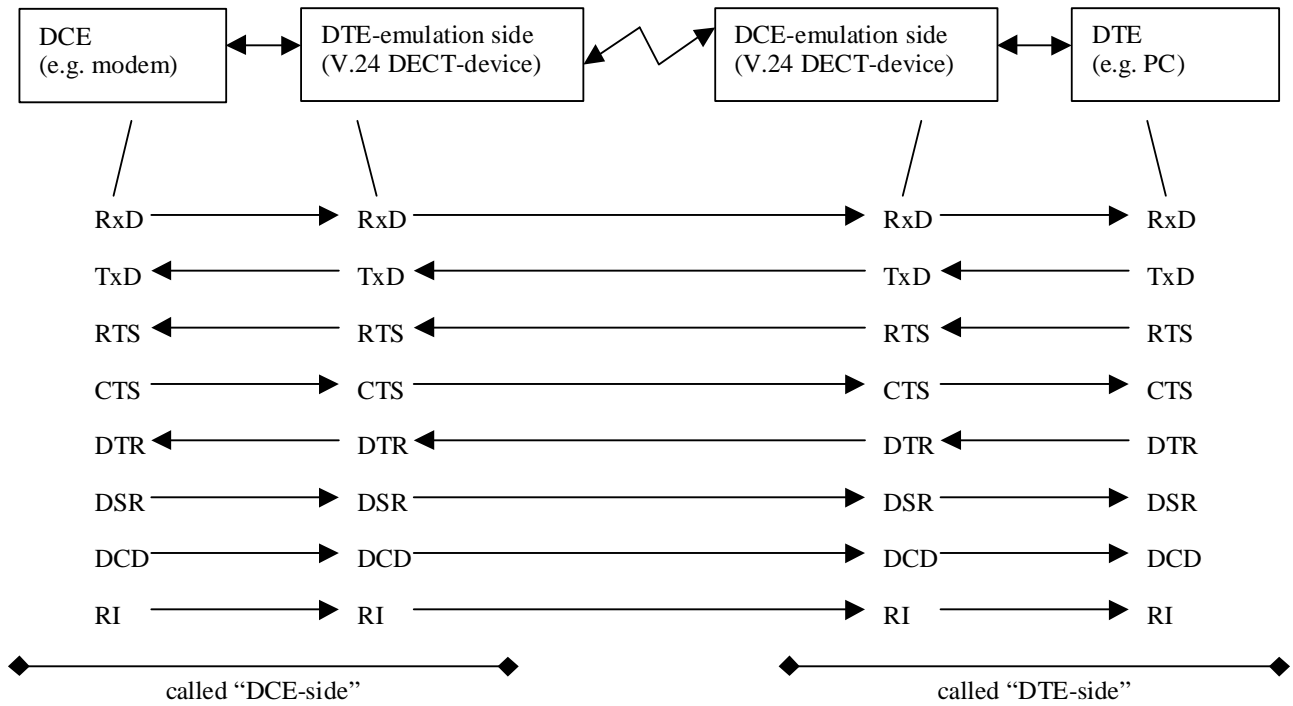 DCE DTE-emulation side DCE-emulation side DTE
(e.g. modem) (V.24 DECT-device) (V.24 DECT-device) (e.g. PC)
RxD RxD RxD RxD
TxD TxD TxD TxD
RTS RTS RTS RTS
CTS CTS CTS CTS
DTR DTR DTR DTR
DSR DSR DSR DSR
DCD DCD DCD DCD
RI RI RI RI
called “DCE-side” called “DTE-side”